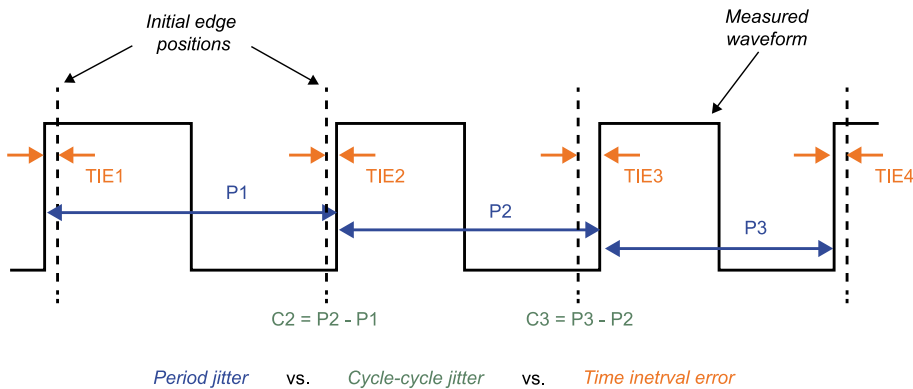 Initial edge
positions
Measured
waveform
TIE1
TIE2
TIE3
TIE4
P1
P2
P3
C2 = P2 - P1
C3 = P3 - P2
Period jitter vs. Cycle-cycle jitter vs. Time inetrval error